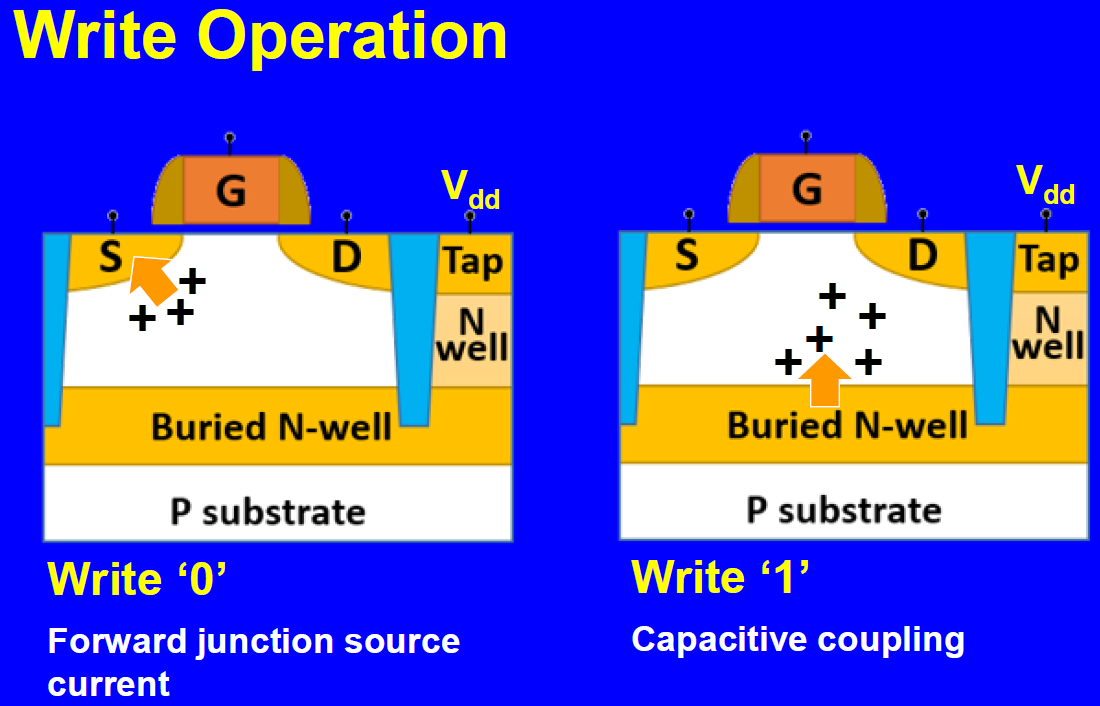 Write Operation
G
Vdd
S
D
Tap
N
well
Buried N-well
P substrate
Write ‘0’
Forward junction source
current
G
Vdd
S
D
Tap
N
well
Buried N-well
P substrate
Write ‘1’
Capacitive coupling